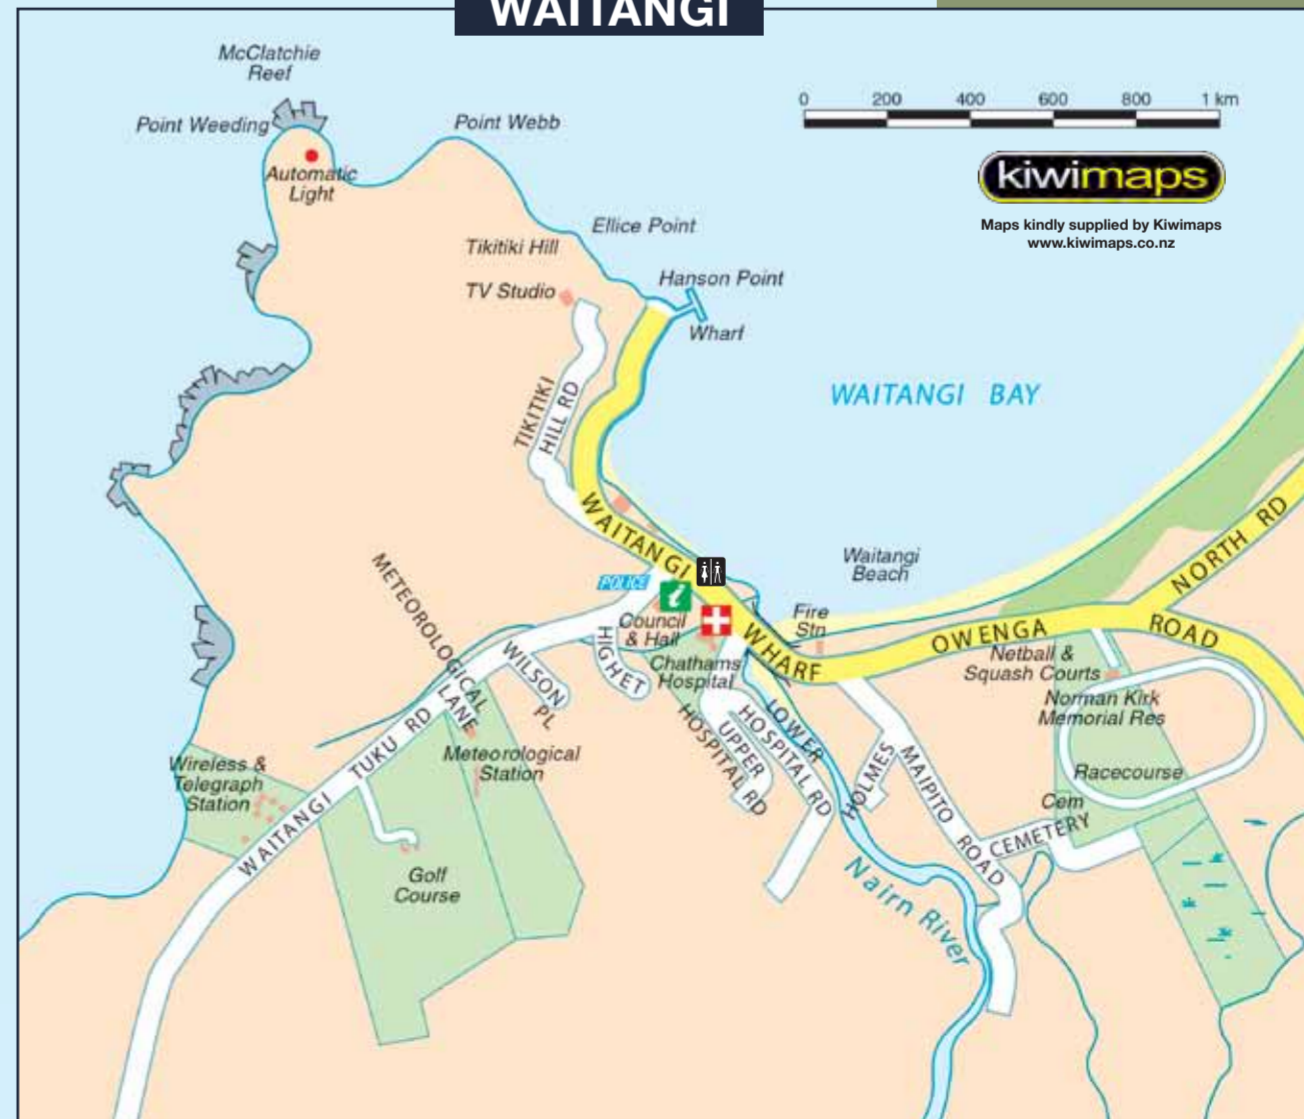 WAITANGI
McClatchie
Reef
Point Weeding
Point Webb
Automatic
Light
0 200 400 600 800 1 km
kiwimaps
Maps kindly supplied by Kiwimaps
www.kiwimaps.co.nz
Ellice Point
Tikitiki Hill
Hanson Point
TV Studio
Wharf
WAITANGI BAY
TIKITIKI
HILL RD
WAITANGI
WHARF
OWENGA
ROAD
NORTH RD
Waitangi
Beach
POLICE
i
Council
& Hall
Fire
Stn
Chathams
Hospital
HIGHET
WILSON
PL
METEOROLOGICAL
LANE
Meteorological
Station
Netball &
Squash Courts
Norman Kirk
Memorial Res
Racecourse
Cem
CEMETERY
LOWER
HOSPITAL RD
UPPER
HOSPITAL RD
HOLMES
MAIPITO ROAD
Wireless &
Telegraph
Station
WAITANGI TUKU RD
Golf
Course
Nairn River